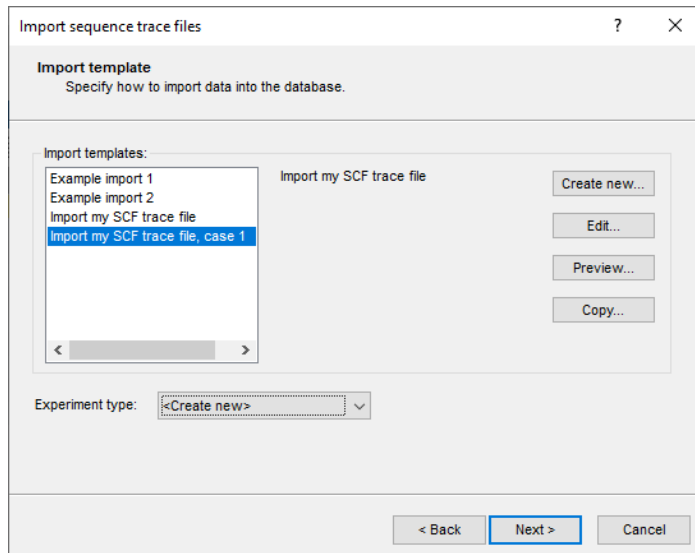 Import sequence trace files
?
Import template
Specify how to import data into the database.
Import templates:
Example import 1
Example import 2
Import my SCF trace file
Import my SCF trace file, case 1
Import my SCF trace file
Create new...
Edit...
Preview...
Copy...
Experiment type:
<Create new>
< Back
Next >
Cancel